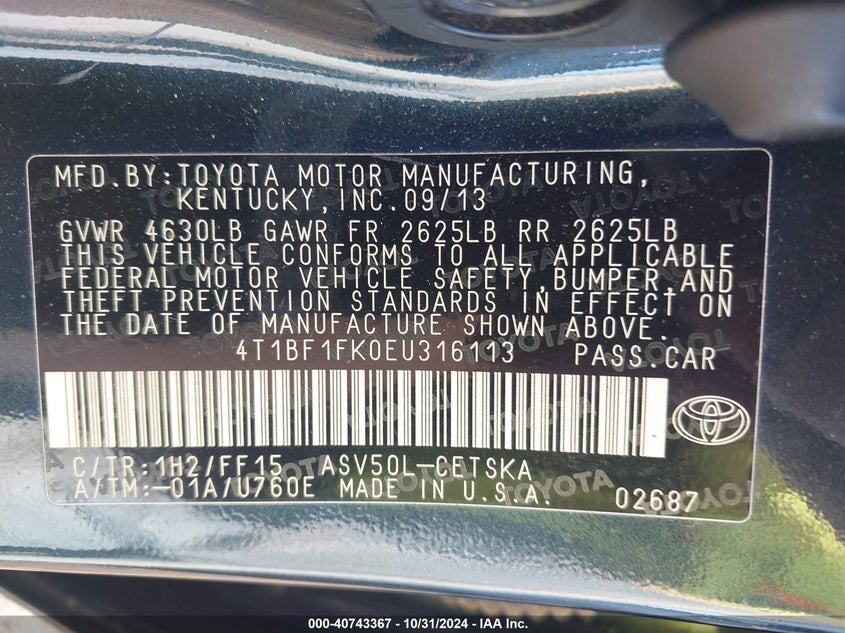 MFD.BY:TOYOTA MOTOR MANUFACTURING,
KENTUCKY,INC.09/13
GVWR 4630LB GAWR FR 2625LB RR 2625LB
THIS VEHICLE CONFORMS TO ALL APPLICABLE
FEDERAL MOTOR VEHICLE SAFETY,BUMPER,AND
THEFT PREVENTION STANDARDS IN EFFECT ON
THE DATE OF MANUFACTURE SHOWN ABOVE.
4T1BF1FK0EU316113 PASS.CAR
C/TR:1H2/FF15 ASV50L-CETSKA
A/TM:-01A/U760E MADE IN U.S.A. 02687
TOYOTA
000-40743367 - 10/31/2024 - IAA Inc.